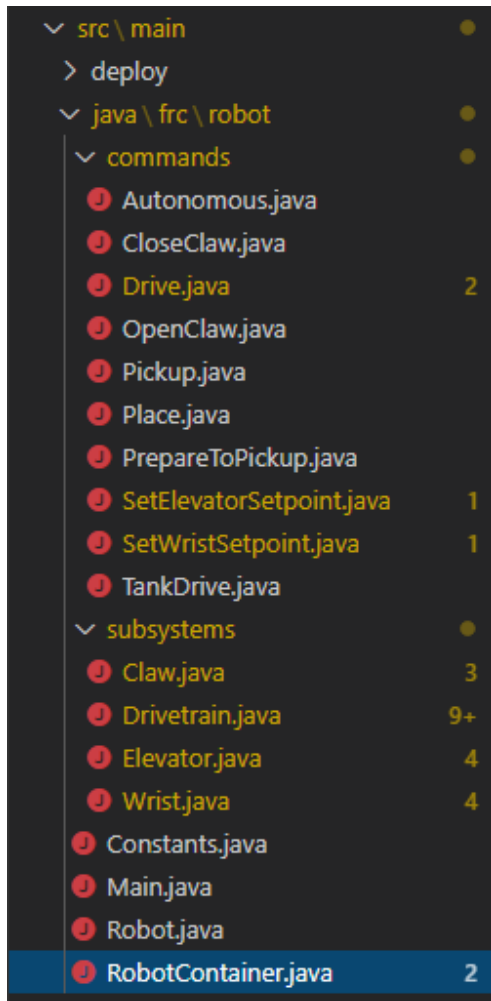 src \ main
deploy
java \ frc \ robot
commands
J Autonomous.java
J CloseClaw.java
J Drive.java 2
J OpenClaw.java
J Pickup.java
J Place.java
J PrepareToPickup.java
J SetElevatorSetpoint.java 1
J SetWristSetpoint.java 1
J TankDrive.java
subsystems
J Claw.java 3
J Drivetrain.java 9+
J Elevator.java 4
J Wrist.java 4
J Constants.java
J Main.java
J Robot.java
J RobotContainer.java 2